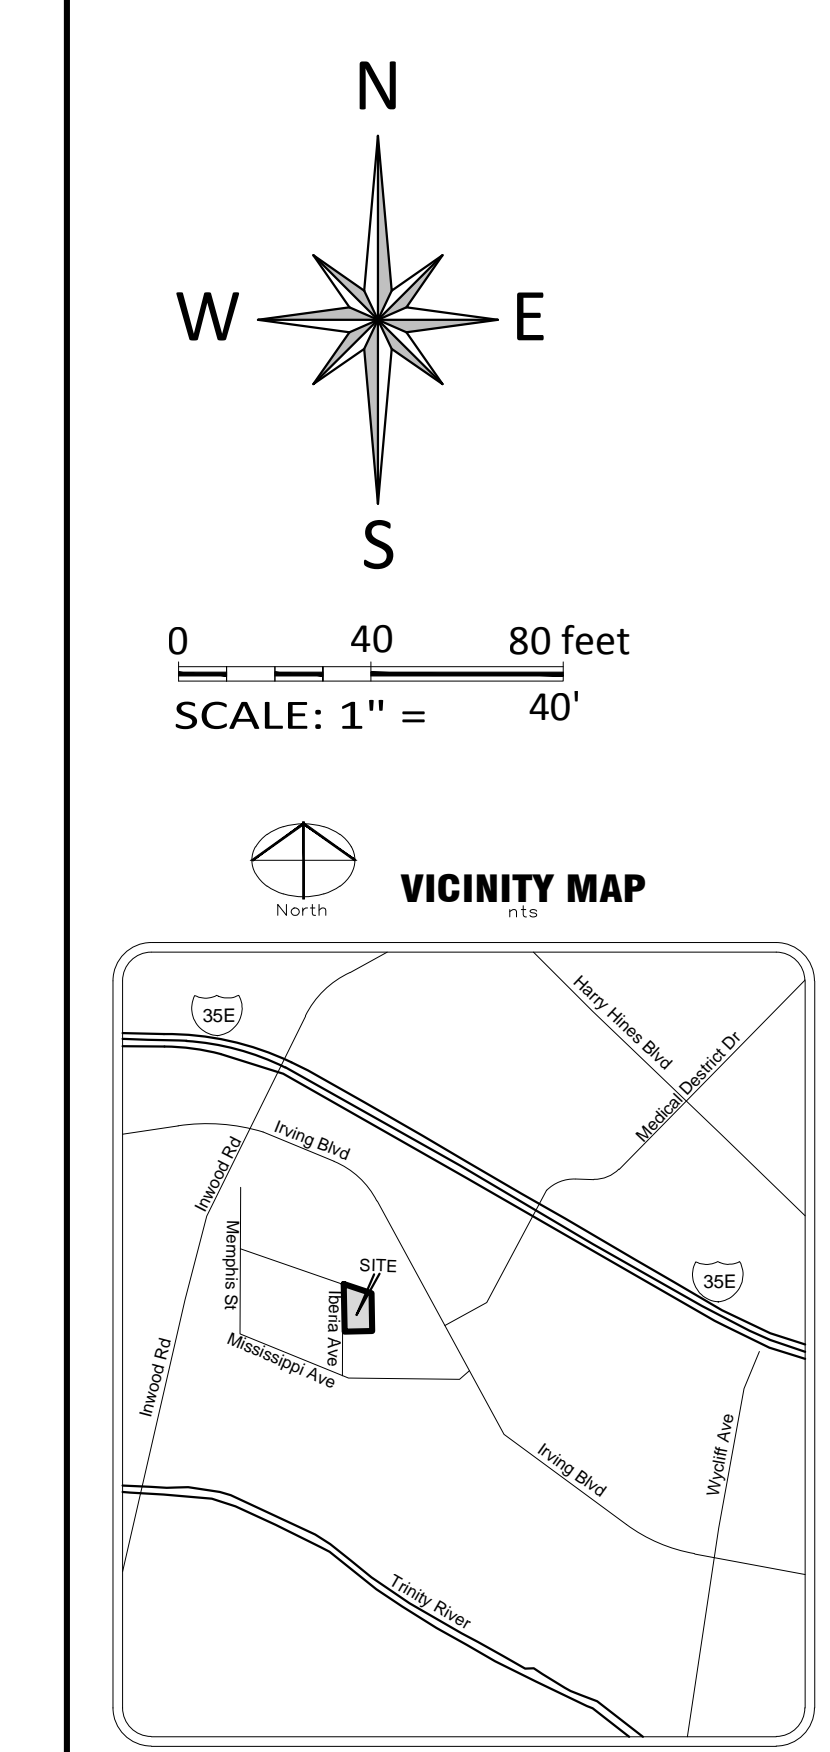 N
W
E
S
0 40 80 feet
SCALE: 1" = 40'
North
VICINITY MAP
nts
35E
Harry Hines Blvd
Medical Destrict Dr
Irving Blvd
Inwood Rd
Memphis St
SITE
35E
Iberia Ave
Mississippi Ave
Inwood Rd
Wycliff Ave
Irving Blvd
Trinity River